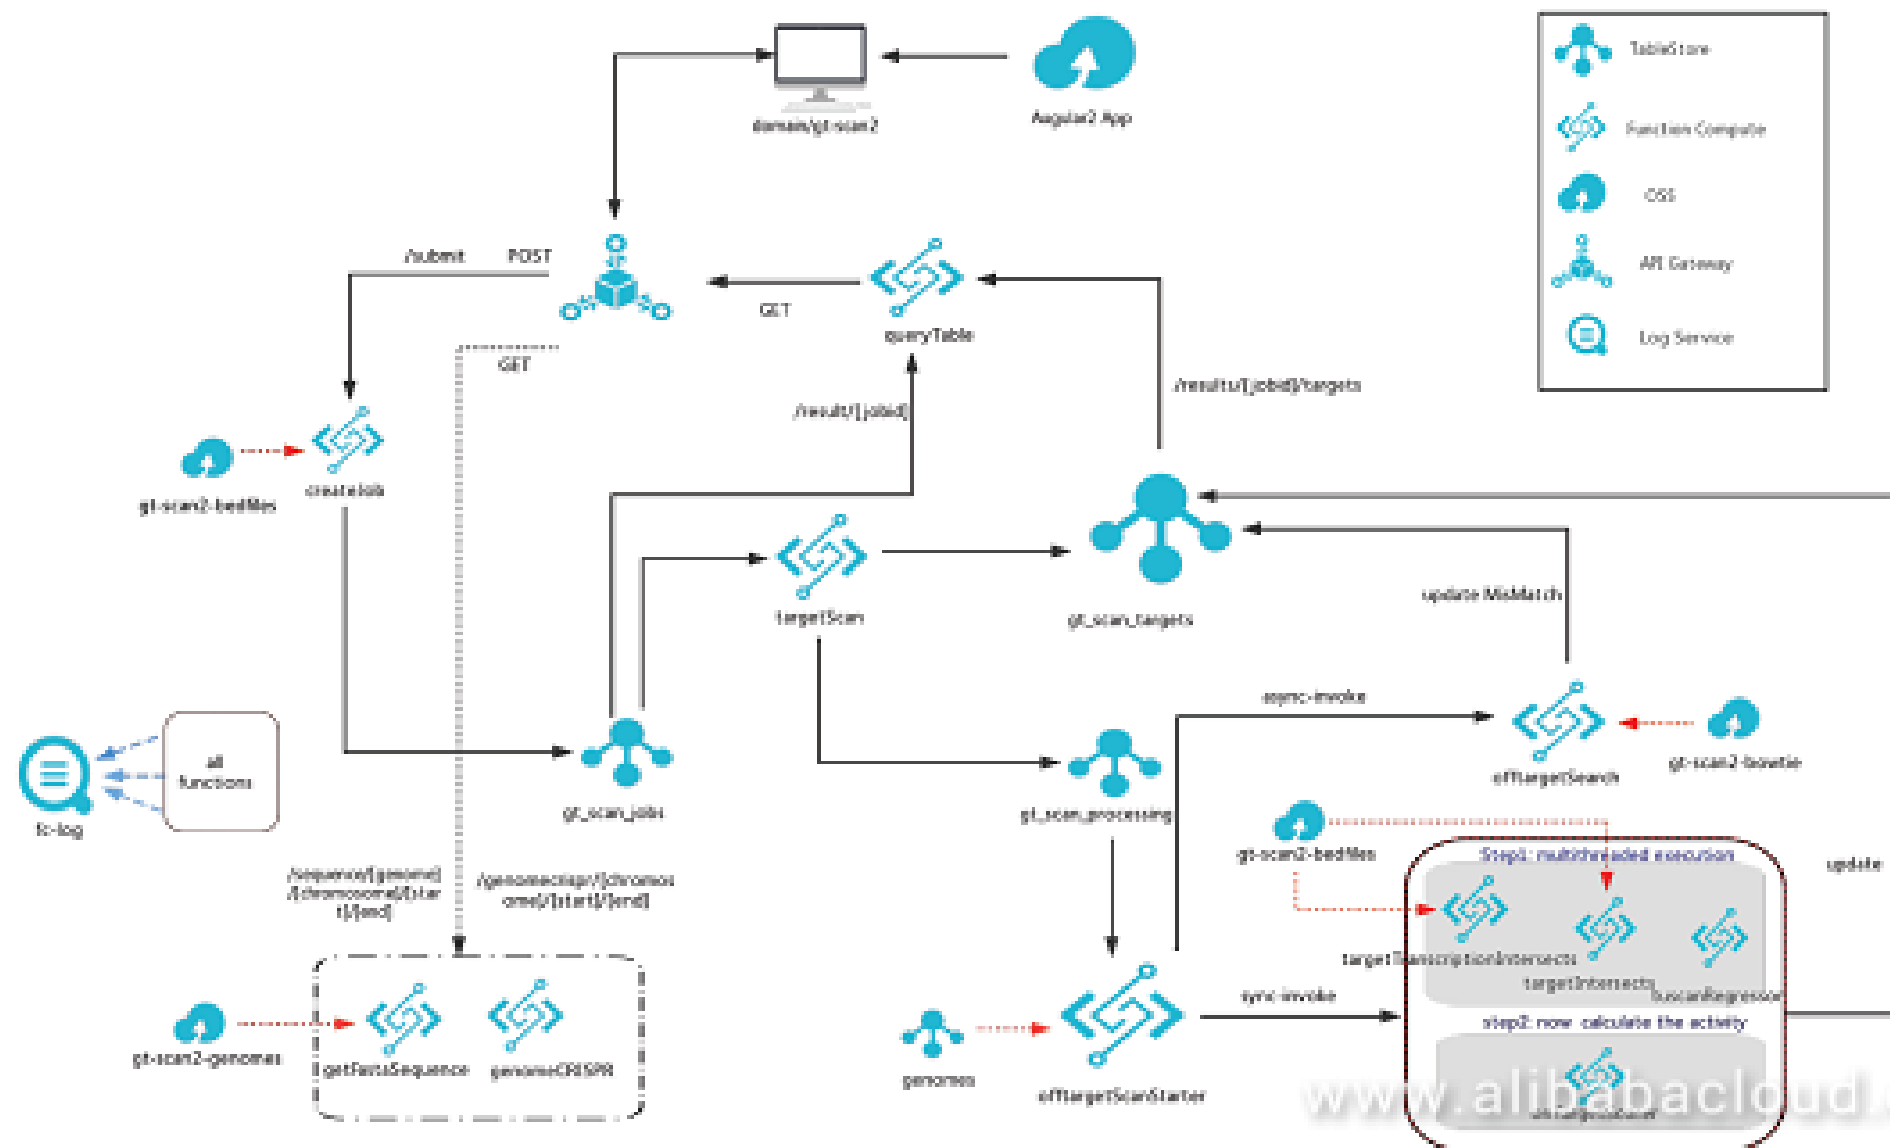 domain/gt-scan2
Angular2 App
TableStore
Function Compute
OSS
API Gateway
Log Service
/submit
POST
GET
queryTable
GET
/result/[jobid]
/results/[jobid]/targets
createJob
gt-scan2-bedfiles
targetScan
gt_scan_targets
update MisMatch
async-invoke
offtargetSearch
gt-scan2-bowtie
all
functions
fc-log
gt_scan_jobs
gt_scan_processing
gt-scan2-bedfiles
Step1: multithreaded execution
update
/sequence/[genome]
/[chromosome]/[star
t]/[end]
/genomecrispr/[chromos
ome]/[start]/[end]
targetTranscriptionIntersects
targetIntersects
tuscanRegressor
sync-invoke
step2: now calculate the activity
gt-scan2-genomes
getFastaSequence
genomeCRISPR
genomes
offtargetScanStarter
www.alibabacloud.